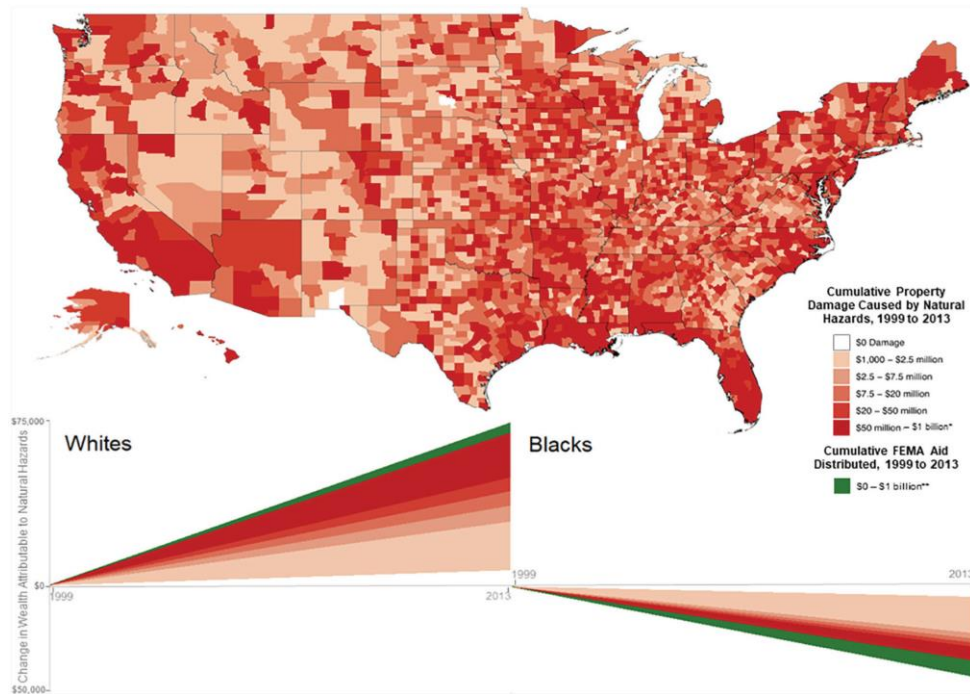 Cumulative Property
Damage Caused by Natural
Hazards, 1999 to 2013
$0 Damage
$1,000 – $2.5 million
$2.5 – $7.5 million
$7.5 – $20 million
$20 – $50 million
$50 million – $1 billion*
Cumulative FEMA Aid
Distributed, 1999 to 2013
$0 – $1 billion**
Change in Wealth Attributable to Natural Hazards
$75,000
$0
$50,000
Whites
1999
2013
Blacks
1999
2013